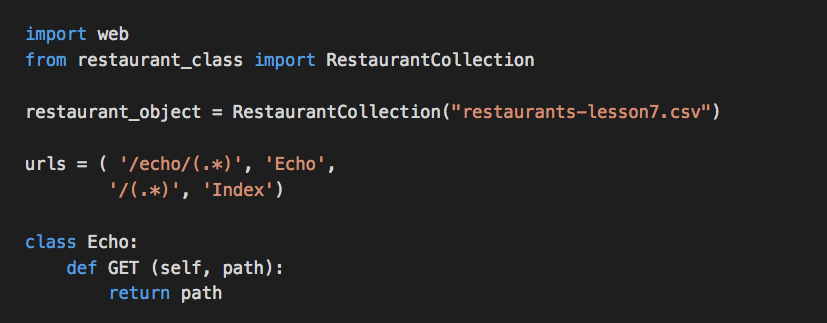 import web
from restaurant_class import RestaurantCollection
restaurant_object = RestaurantCollection("restaurants-lesson7.csv")
urls = ( '/echo/(.*)', 'Echo',
'/(.*)', 'Index')
class Echo:
def GET (self, path):
return path